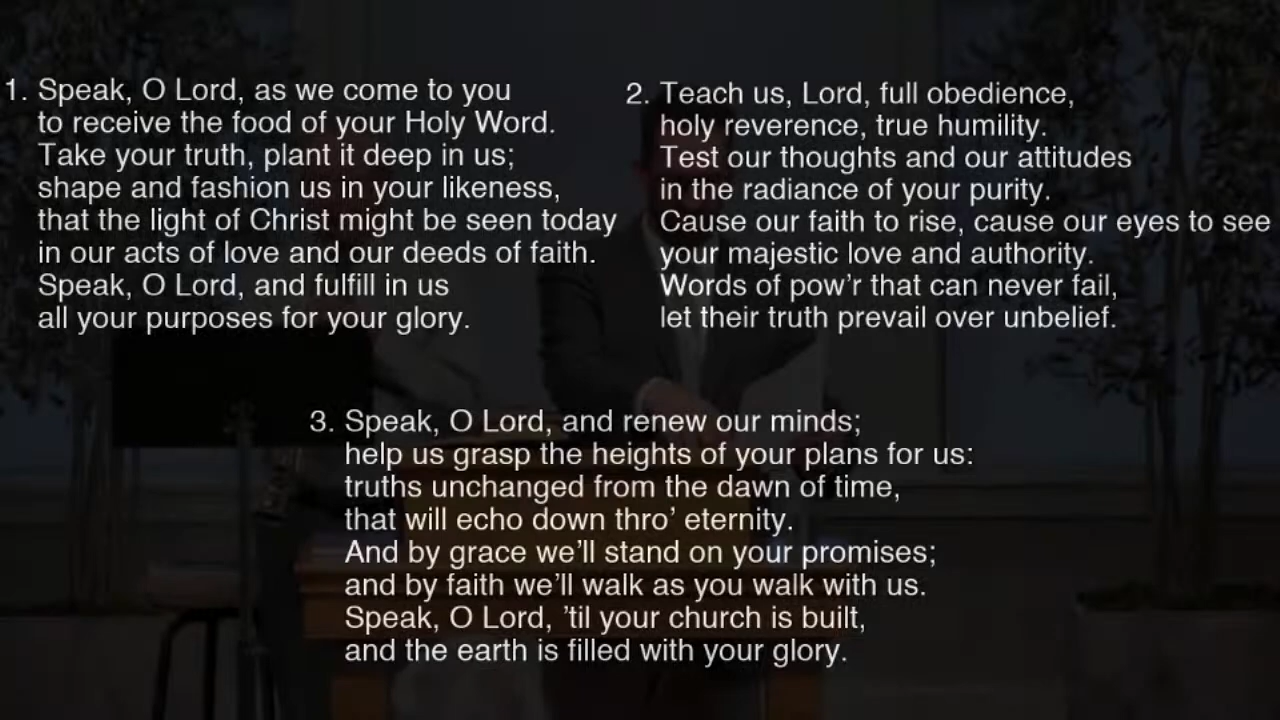 1. Speak, O Lord, as we come to you
to receive the food of your Holy Word.
Take your truth, plant it deep in us;
shape and fashion us in your likeness,
that the light of Christ might be seen today
in our acts of love and our deeds of faith.
Speak, O Lord, and fulfill in us
all your purposes for your glory.
2. Teach us, Lord, full obedience,
holy reverence, true humility.
Test our thoughts and our attitudes
in the radiance of your purity.
Cause our faith to rise, cause our eyes to see
your majestic love and authority.
Words of pow’r that can never fail,
let their truth prevail over unbelief.
3. Speak, O Lord, and renew our minds;
help us grasp the heights of your plans for us:
truths unchanged from the dawn of time,
that will echo down thro’ eternity.
And by grace we’ll stand on your promises;
and by faith we’ll walk as you walk with us.
Speak, O Lord, ’til your church is built,
and the earth is filled with your glory.